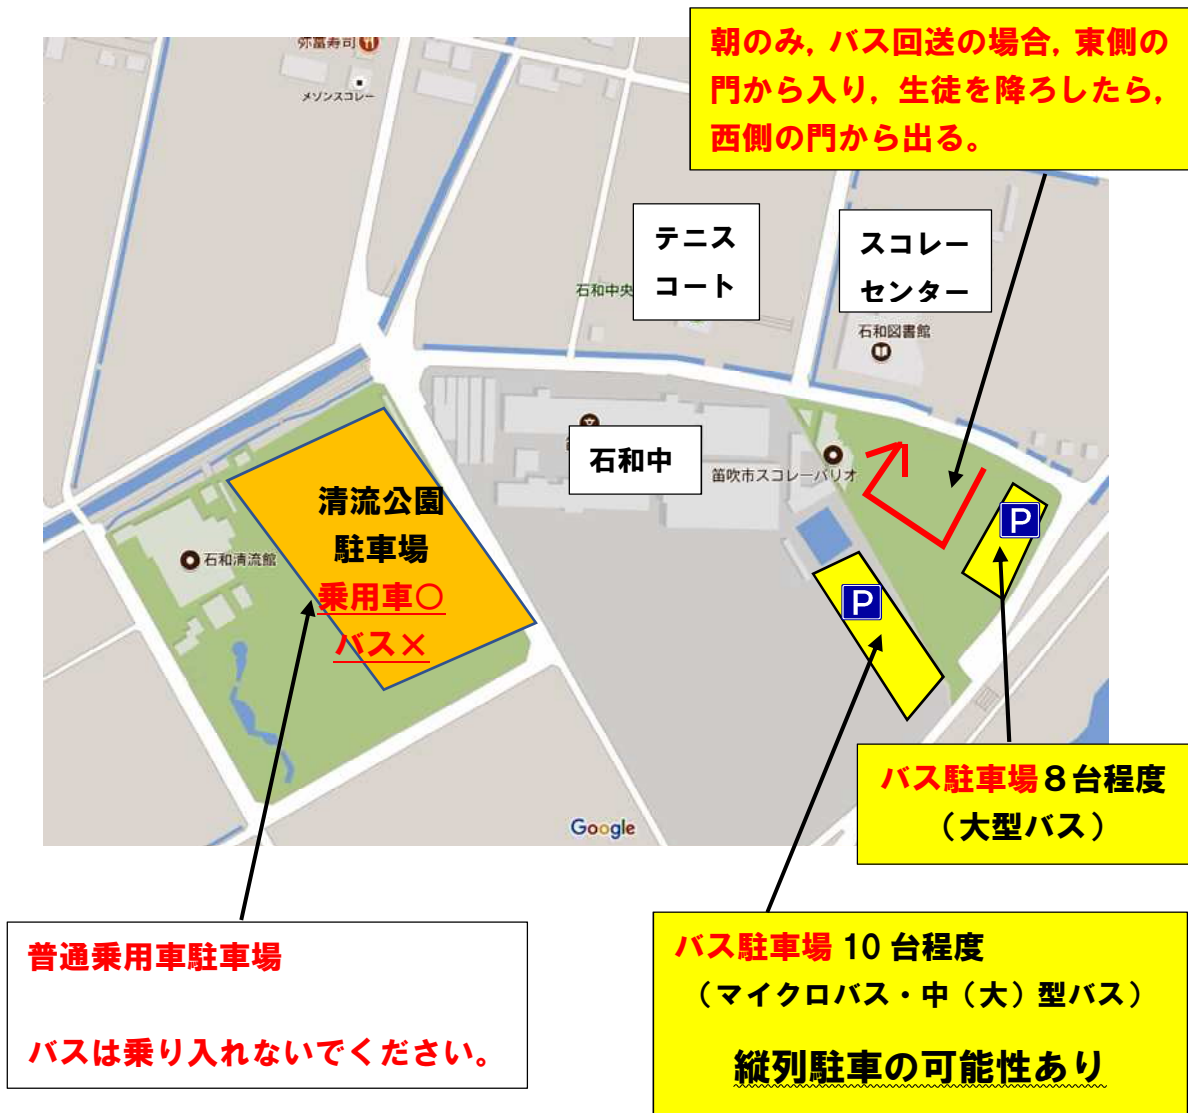 朝のみ，バス回送の場合，東側の
門から入り，生徒を降ろしたら，
西側の門から出る。
弥富寿司
メゾンスコレー
テニス
コート
スコレー
センター
石和中央
石和図書館
石和中
笛吹市スコレーパリオ
清流公園
駐車場
乗用車〇
バス×
石和清流館
P
P
Google
バス駐車場８台程度
（大型バス）
普通乗用車駐車場
バスは乗り入れないでください。
バス駐車場 10 台程度
（マイクロバス・中（大）型バス）
縦列駐車の可能性あり